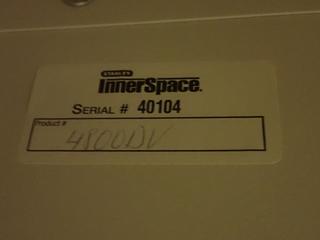 STANLEY
InnerSpace.
SERIAL # 40104
Product #
4800DV